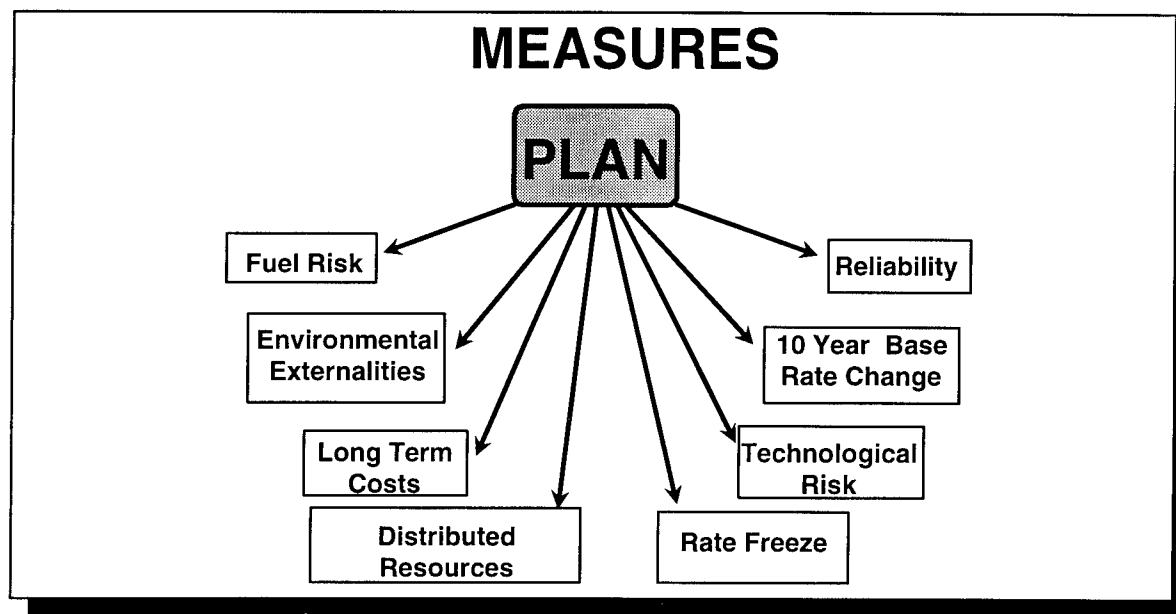 MEASURES
PLAN
Fuel Risk
Reliability
Environmental
Externalities
10 Year Base
Rate Change
Long Term
Costs
Technological
Risk
Distributed
Resources
Rate Freeze